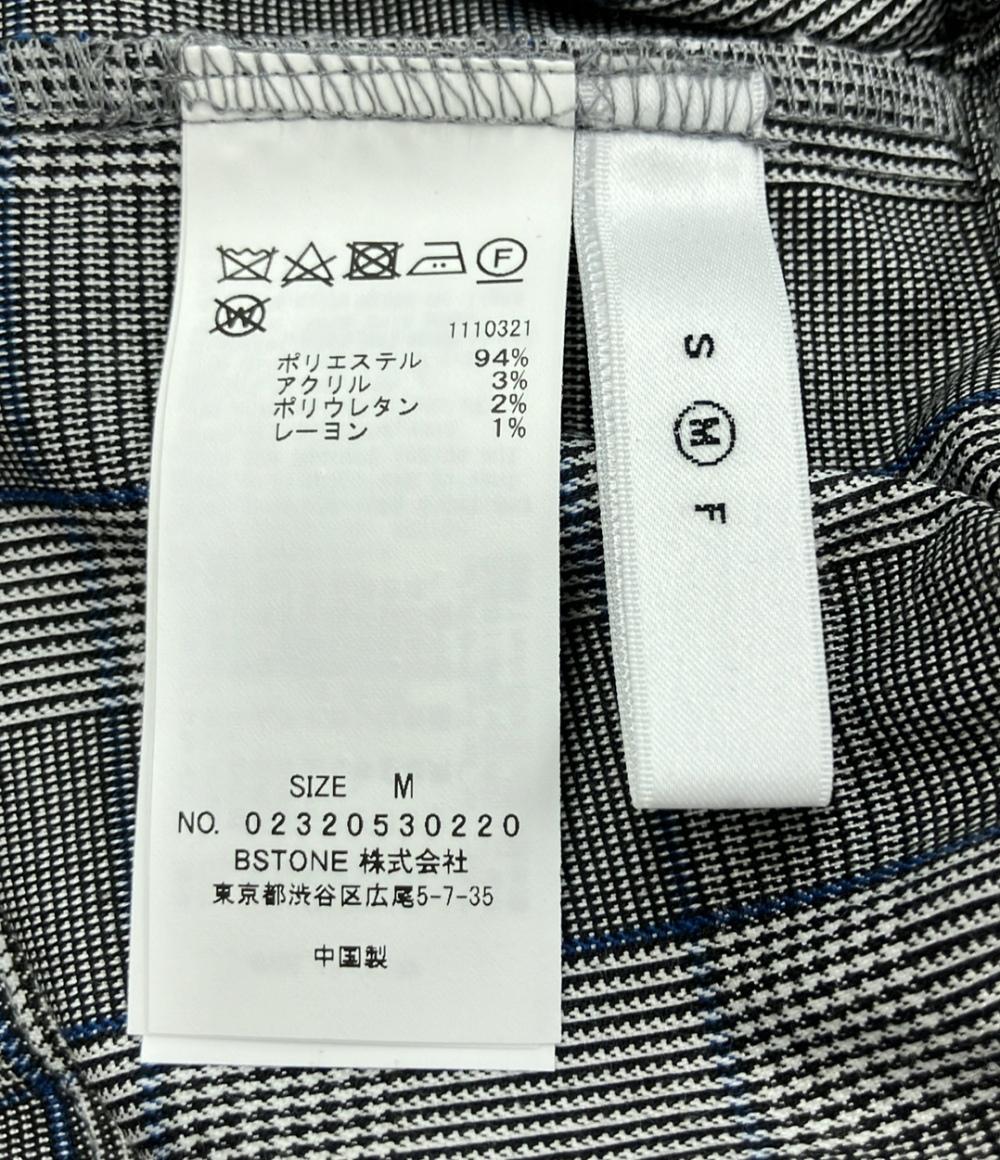 F
W
1110321
ポリエステル 94%
アクリル 3%
ポリウレタン 2%
レーヨン 1%
SIZE M
NO. 02320530220
BSTONE 株式会社
東京都渋谷区広尾5-7-35
中国製
S M F